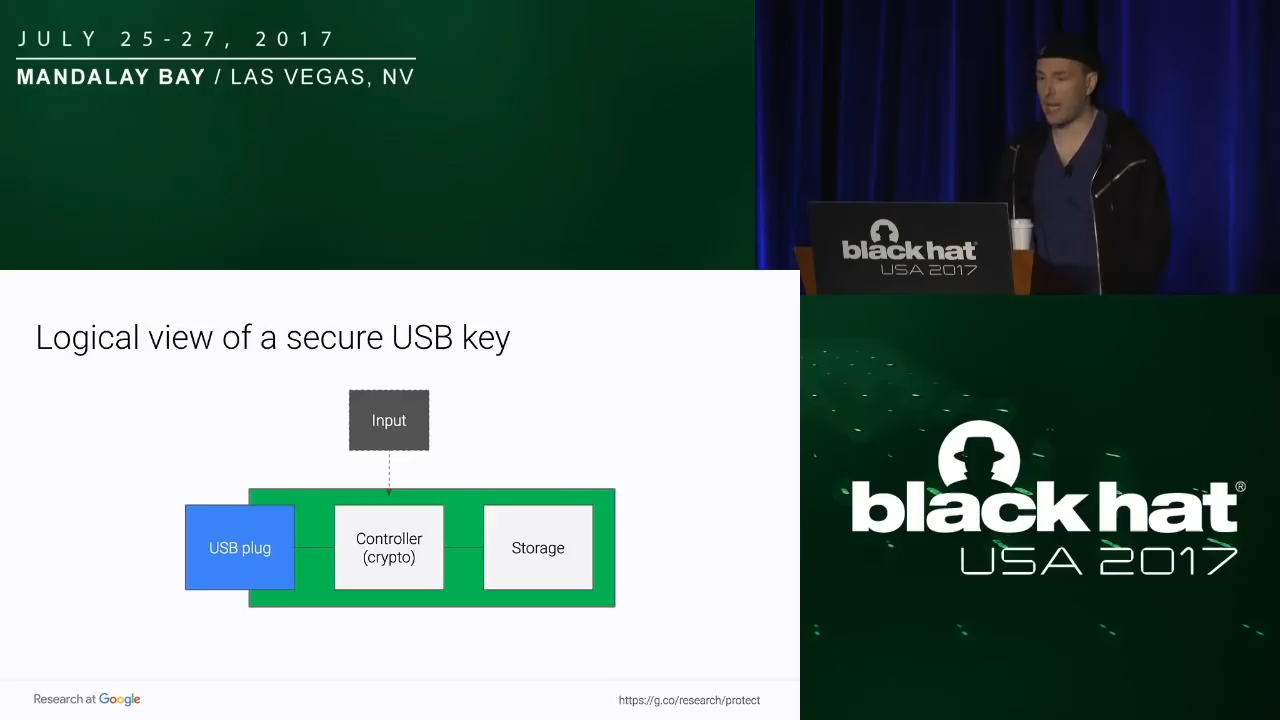 JULY 25-27, 2017
MANDALAY BAY / LAS VEGAS, NV
black hat
USA 2017
Logical view of a secure USB key
Input
USB plug
Controller
(crypto)
Storage
black hat®
USA 2017
Research at Google
https://g.co/research/protect